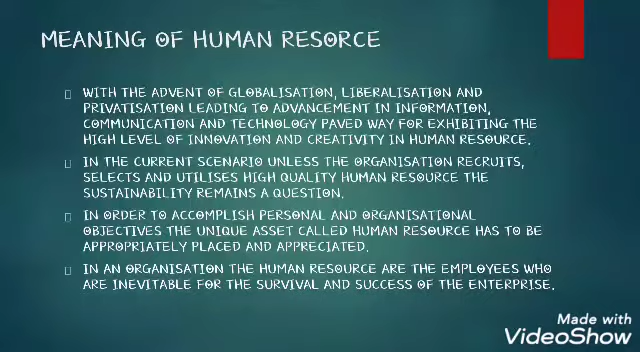 MEANING OF HUMAN RESORCE
WITH THE ADVENT OF GLOBALISATION, LIBERALISATION AND
PRIVATISATION LEADING TO ADVANCEMENT IN INFORMATION,
COMMUNICATION AND TECHNOLOGY PAVED WAY FOR EXHIBITING THE
HIGH LEVEL OF INNOVATION AND CREATIVITY IN HUMAN RESOURCE.
IN THE CURRENT SCENARIO UNLESS THE ORGANISATION RECRUITS,
SELECTS AND UTILISES HIGH QUALITY HUMAN RESOURCE THE
SUSTAINABILITY REMAINS A QUESTION.
IN ORDER TO ACCOMPLISH PERSONAL AND ORGANISATIONAL
OBJECTIVES THE UNIQUE ASSET CALLED HUMAN RESOURCE HAS TO BE
APPROPRIATELY PLACED AND APPRECIATED.
IN AN ORGANISATION THE HUMAN RESOURCE ARE THE EMPLOYEES WHO
ARE INEVITABLE FOR THE SURVIVAL AND SUCCESS OF THE ENTERPRISE.
Made with
VideoShow